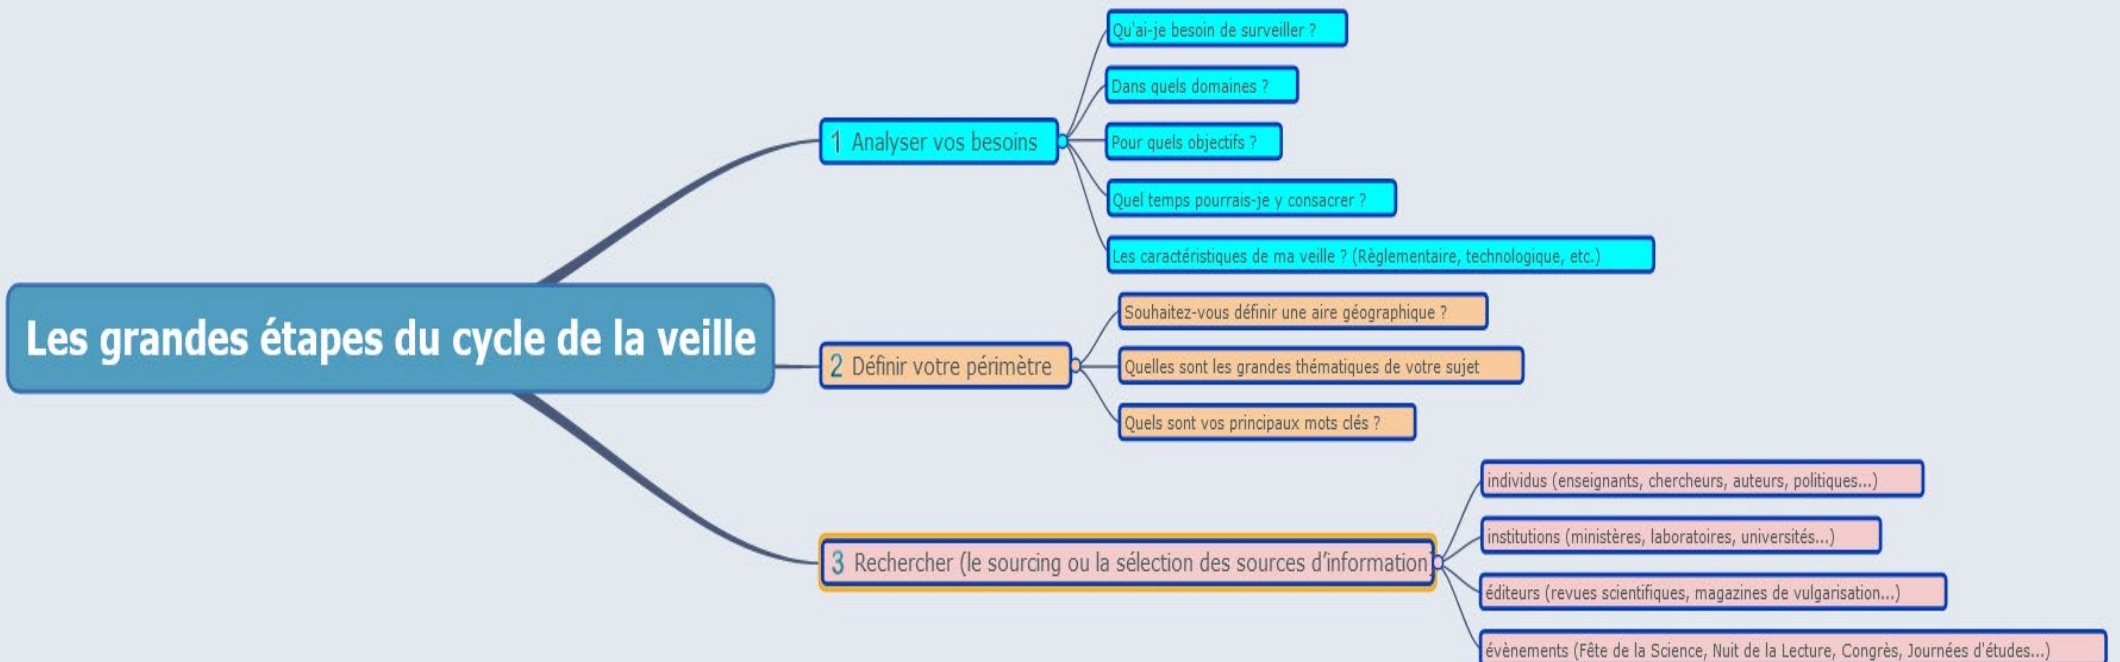 Les grandes étapes du cycle de la veille
1 Analyser vos besoins
Qu'ai-je besoin de surveiller ?
Dans quels domaines ?
Pour quels objectifs ?
Quel temps pourrais-je y consacrer ?
Les caractéristiques de ma veille ? (Règlementaire, technologique, etc.)
2 Définir votre périmètre
Souhaitez-vous définir une aire géographique ?
Quelles sont les grandes thématiques de votre sujet
Quels sont vos principaux mots clés ?
3 Rechercher (le sourcing ou la sélection des sources d’information)
individus (enseignants, chercheurs, auteurs, politiques...)
institutions (ministères, laboratoires, universités...)
éditeurs (revues scientifiques, magazines de vulgarisation...)
évènements (Fête de la Science, Nuit de la Lecture, Congrès, Journées d'études...)